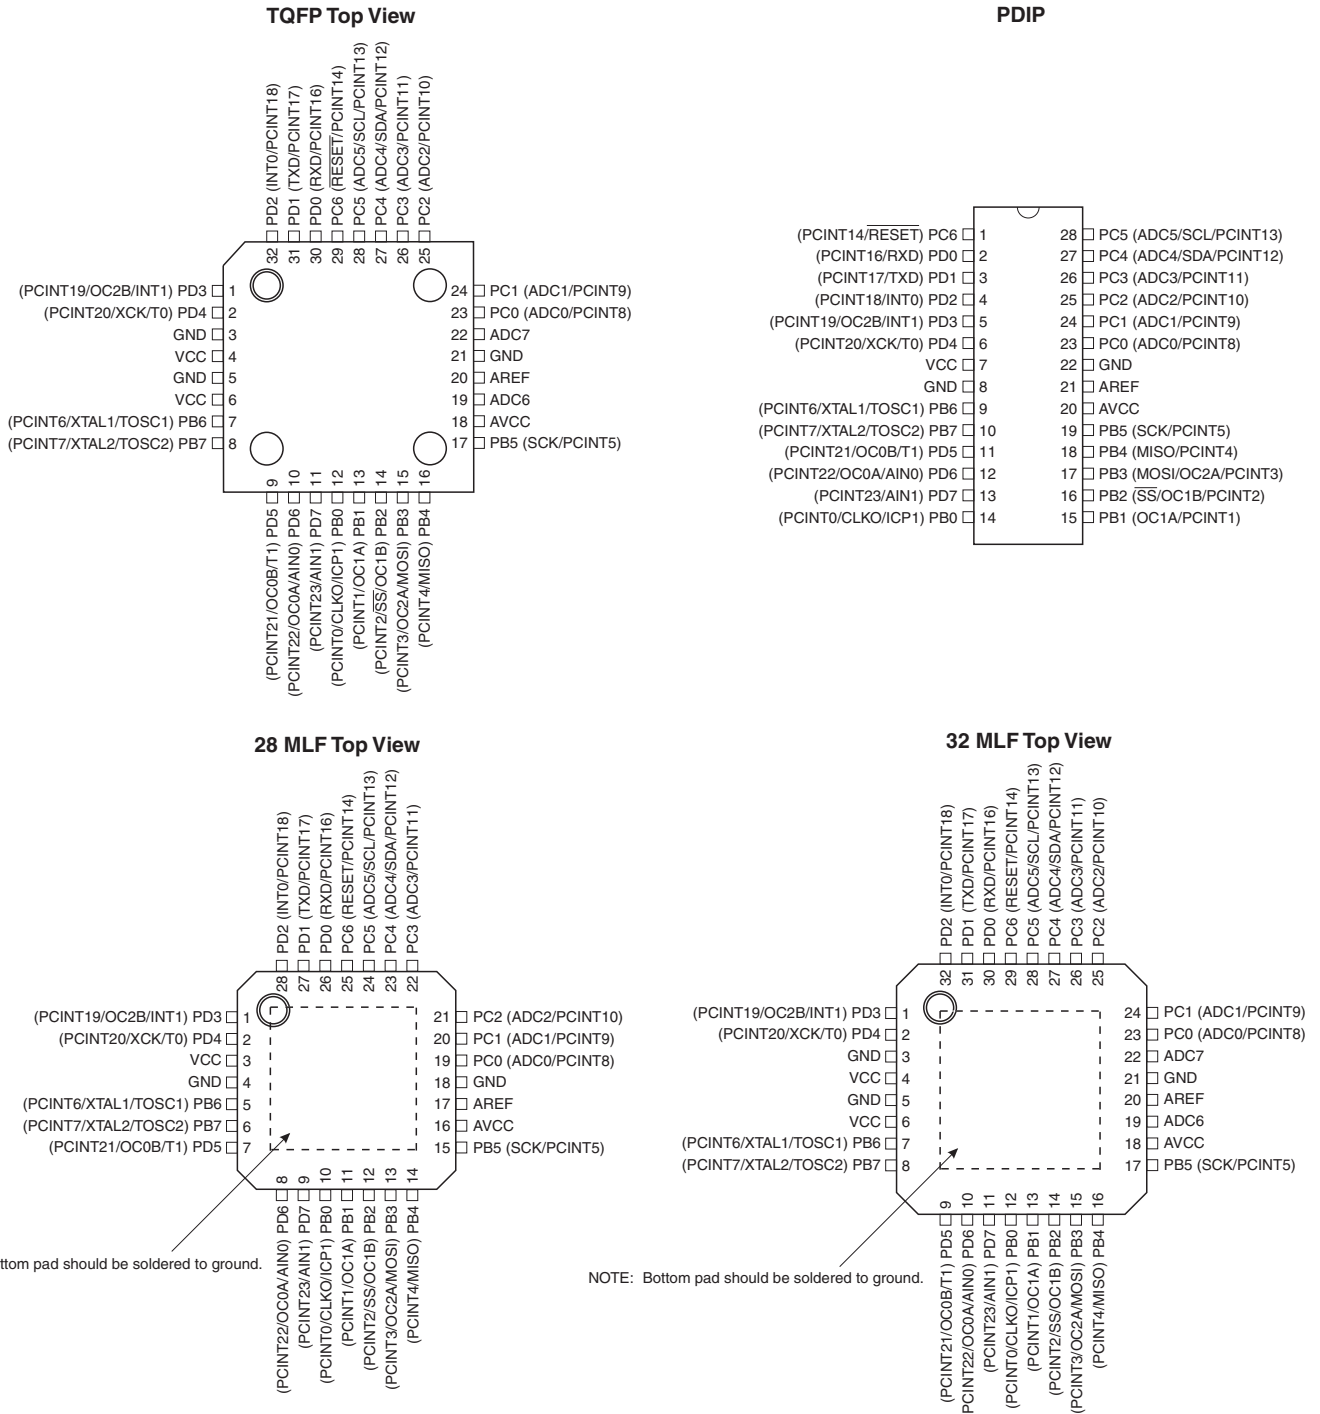 TQFP Top View
PD2 (INT0/PCINT18)
PD1 (TXD/PCINT17)
PD0 (RXD/PCINT16)
PC6 (RESET/PCINT14)
PC5 (ADC5/SCL/PCINT13)
PC4 (ADC4/SDA/PCINT12)
PC3 (ADC3/PCINT11)
PC2 (ADC2/PCINT10)
32 31 30 29 28 27 26 25
(PCINT19/OC2B/INT1) PD3 1
(PCINT20/XCK/T0) PD4 2
GND 3
VCC 4
GND 5
VCC 6
(PCINT6/XTAL1/TOSC1) PB6 7
(PCINT7/XTAL2/TOSC2) PB7 8
24 PC1 (ADC1/PCINT9)
23 PC0 (ADC0/PCINT8)
22 ADC7
21 GND
20 AREF
19 ADC6
18 AVCC
17 PB5 (SCK/PCINT5)
9 10 11 12 13 14 15 16
(PCINT21/OC0B/T1) PD5
(PCINT22/OC0A/AIN0) PD6
(PCINT23/AIN1) PD7
(PCINT0/CLKO/ICP1) PB0
(PCINT1/OC1A) PB1
(PCINT2/SS/OC1B) PB2
(PCINT3/OC2A/MOSI) PB3
(PCINT4/MISO) PB4
PDIP
(PCINT14/RESET) PC6 1
(PCINT16/RXD) PD0 2
(PCINT17/TXD) PD1 3
(PCINT18/INT0) PD2 4
(PCINT19/OC2B/INT1) PD3 5
(PCINT20/XCK/T0) PD4 6
VCC 7
GND 8
(PCINT6/XTAL1/TOSC1) PB6 9
(PCINT7/XTAL2/TOSC2) PB7 10
(PCINT21/OC0B/T1) PD5 11
(PCINT22/OC0A/AIN0) PD6 12
(PCINT23/AIN1) PD7 13
(PCINT0/CLKO/ICP1) PB0 14
28 PC5 (ADC5/SCL/PCINT13)
27 PC4 (ADC4/SDA/PCINT12)
26 PC3 (ADC3/PCINT11)
25 PC2 (ADC2/PCINT10)
24 PC1 (ADC1/PCINT9)
23 PC0 (ADC0/PCINT8)
22 GND
21 AREF
20 AVCC
19 PB5 (SCK/PCINT5)
18 PB4 (MISO/PCINT4)
17 PB3 (MOSI/OC2A/PCINT3)
16 PB2 (SS/OC1B/PCINT2)
15 PB1 (OC1A/PCINT1)
28 MLF Top View
PD2 (INT0/PCINT18)
PD1 (TXD/PCINT17)
PD0 (RXD/PCINT16)
PC6 (RESET/PCINT14)
PC5 (ADC5/SCL/PCINT13)
PC4 (ADC4/SDA/PCINT12)
PC3 (ADC3/PCINT11)
28 27 26 25 24 23 22
(PCINT19/OC2B/INT1) PD3 1
(PCINT20/XCK/T0) PD4 2
VCC 3
GND 4
(PCINT6/XTAL1/TOSC1) PB6 5
(PCINT7/XTAL2/TOSC2) PB7 6
(PCINT21/OC0B/T1) PD5 7
21 PC2 (ADC2/PCINT10)
20 PC1 (ADC1/PCINT9)
19 PC0 (ADC0/PCINT8)
18 GND
17 AREF
16 AVCC
15 PB5 (SCK/PCINT5)
8 9 10 11 12 13 14
(PCINT22/OC0A/AIN0) PD6
(PCINT23/AIN1) PD7
(PCINT0/CLKO/ICP1) PB0
(PCINT1/OC1A) PB1
(PCINT2/SS/OC1B) PB2
(PCINT3/OC2A/MOSI) PB3
(PCINT4/MISO) PB4
ttom pad should be soldered to ground.
32 MLF Top View
PD2 (INT0/PCINT18)
PD1 (TXD/PCINT17)
PD0 (RXD/PCINT16)
PC6 (RESET/PCINT14)
PC5 (ADC5/SCL/PCINT13)
PC4 (ADC4/SDA/PCINT12)
PC3 (ADC3/PCINT11)
PC2 (ADC2/PCINT10)
32 31 30 29 28 27 26 25
(PCINT19/OC2B/INT1) PD3 1
(PCINT20/XCK/T0) PD4 2
GND 3
VCC 4
GND 5
VCC 6
(PCINT6/XTAL1/TOSC1) PB6 7
(PCINT7/XTAL2/TOSC2) PB7 8
24 PC1 (ADC1/PCINT9)
23 PC0 (ADC0/PCINT8)
22 ADC7
21 GND
20 AREF
19 ADC6
18 AVCC
17 PB5 (SCK/PCINT5)
9 10 11 12 13 14 15 16
(PCINT21/OC0B/T1) PD5
PCINT22/OC0A/AIN0) PD6
(PCINT23/AIN1) PD7
(PCINT0/CLKO/ICP1) PB0
(PCINT1/OC1A) PB1
(PCINT2/SS/OC1B) PB2
(PCINT3/OC2A/MOSI) PB3
(PCINT4/MISO) PB4
NOTE: Bottom pad should be soldered to ground.